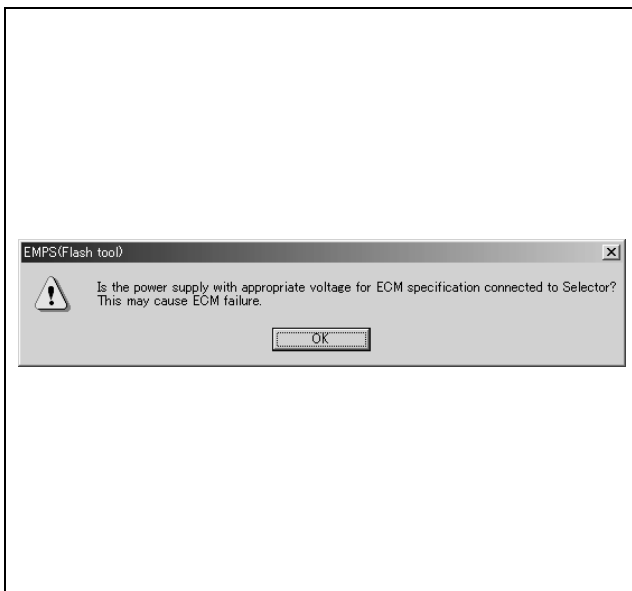 EMPS(Flash tool)
Is the power supply with appropriate voltage for ECM specification connected to Selector?
This may cause ECM failure.
OK